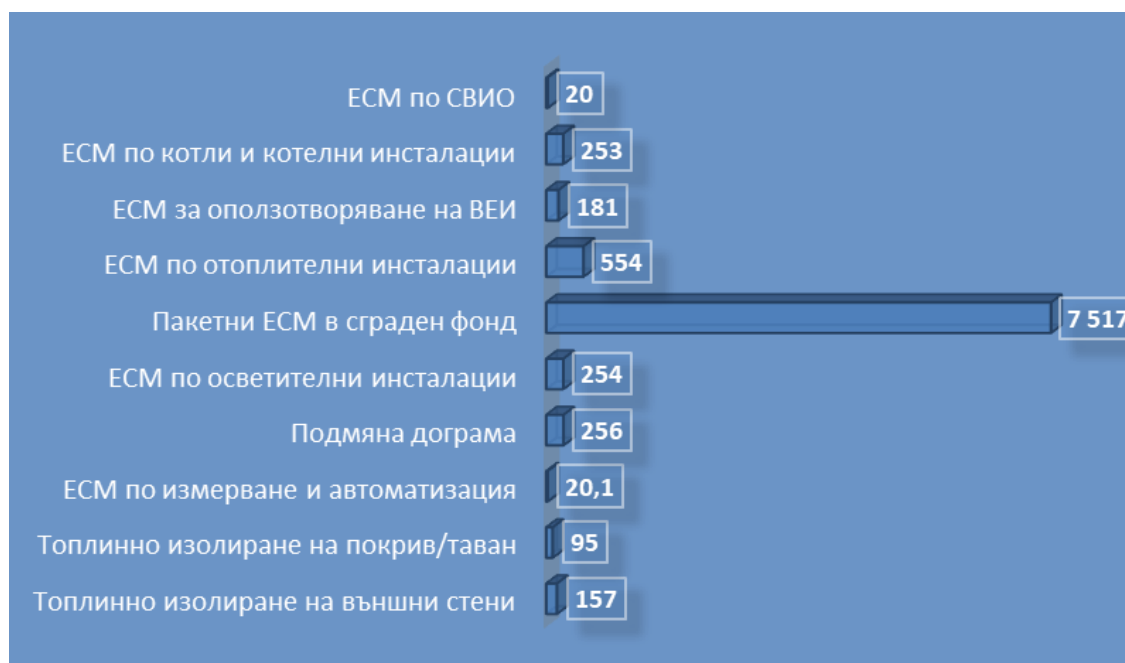 ЕСМ по СВИО 20
ЕСМ по котли и котелни инсталации 253
ЕСМ за оползотворяване на ВЕИ 181
ЕСМ по отоплителни инсталации 554
Пакетни ЕСМ в сграден фонд 7 517
ЕСМ по осветителни инсталации 254
Подмяна дограма 256
ЕСМ по измерване и автоматизация 20,1
Топлинно изолиране на покрив/таван 95
Топлинно изолиране на външни стени 157